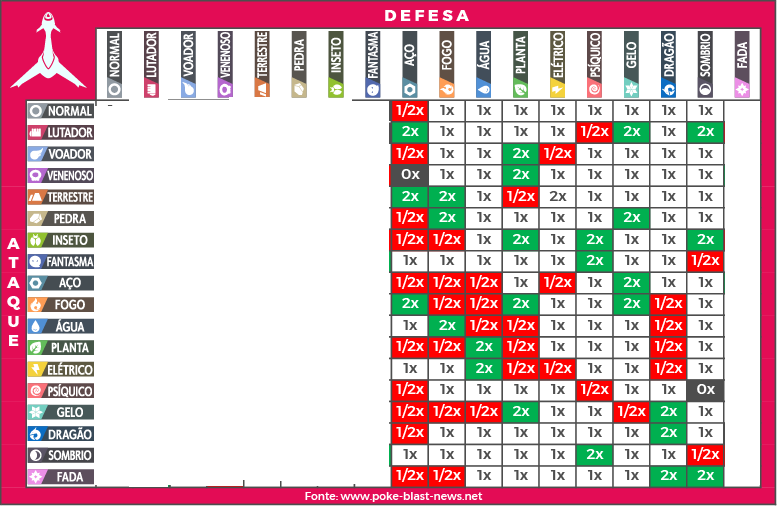 DEFESA
NORMAL LUTADOR VOADOR VENENOSO TERRESTRE PEDRA INSETO FANTASMA AÇO FOGO ÁGUA PLANTA ELÉTRICO PSÍQUICO GELO DRAGÃO SOMBRIO FADA
ATAQUE
NORMAL 1/2x 1x 1x 1x 1x 1x 1x 1x 1x
LUTADOR 2x 1x 1x 1x 1x 1/2x 2x 1x 2x
VOADOR 1/2x 1x 1x 2x 1/2x 1x 1x 1x 1x
VENENOSO 0x 1x 1x 2x 1x 1x 1x 1x 1x
TERRESTRE 2x 2x 1x 1/2x 2x 1x 1x 1x 1x
PEDRA 1/2x 2x 1x 1x 1x 1x 2x 1x 1x
INSETO 1/2x 1/2x 1x 2x 1x 2x 1x 1x 2x
FANTASMA 1x 1x 1x 1x 1x 2x 1x 1x 1/2x
AÇO 1/2x 1/2x 1/2x 1x 1/2x 1x 2x 1x 1x
FOGO 2x 1/2x 1/2x 2x 1x 1x 2x 1/2x 1x
ÁGUA 1x 2x 1/2x 1/2x 1x 1x 1x 1/2x 1x
PLANTA 1/2x 1/2x 2x 1/2x 1x 1x 1x 1/2x 1x
ELÉTRICO 1x 1x 2x 1/2x 1/2x 1x 1x 1/2x 1x
PSÍQUICO 1/2x 1x 1x 1x 1x 1/2x 1x 1x 0x
GELO 1/2x 1/2x 1/2x 2x 1x 1x 1/2x 2x 1x
DRAGÃO 1/2x 1x 1x 1x 1x 1x 1x 2x 1x
SOMBRIO 1x 1x 1x 1x 1x 2x 1x 1x 1/2x
FADA 1/2x 1/2x 1x 1x 1x 1x 1x 2x 2x
Fonte: www.poke-blast-news.net